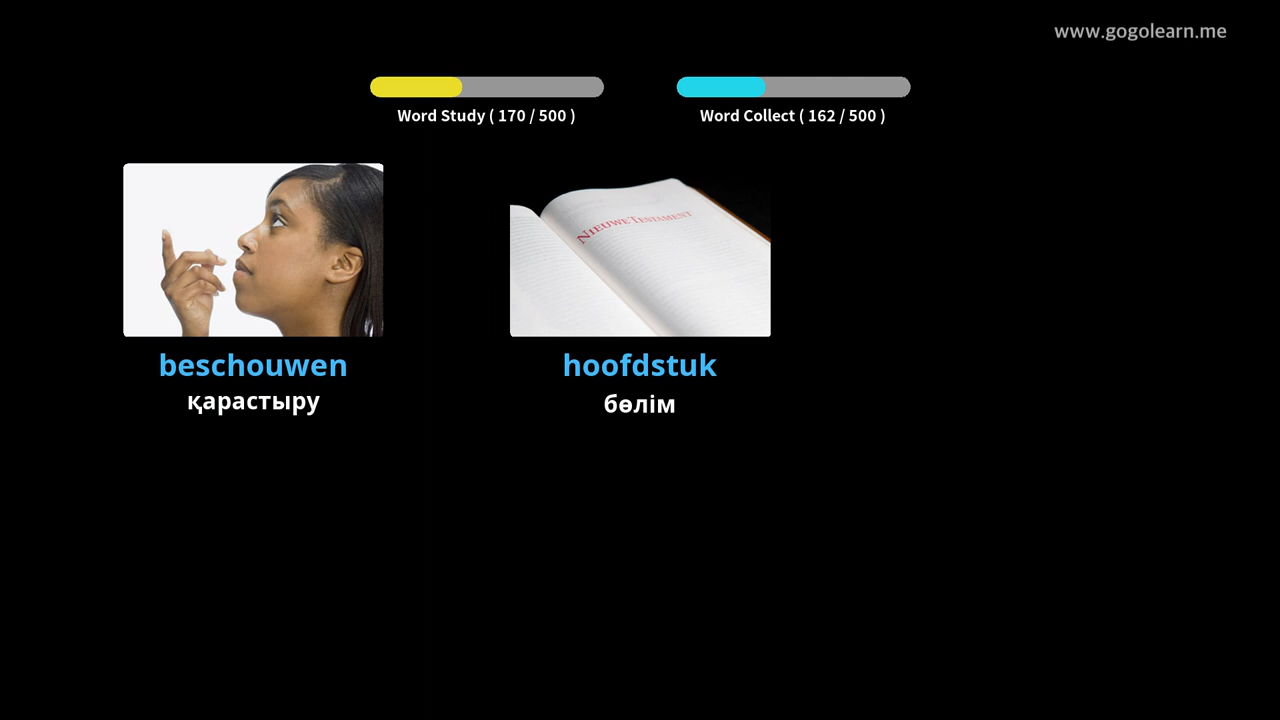 www.gogolearn.me
Word Study ( 170 / 500 )
Word Collect ( 162 / 500 )
NIEUWE TESTAMENT
beschouwen
hoofdstuk
қарастыру
бөлім